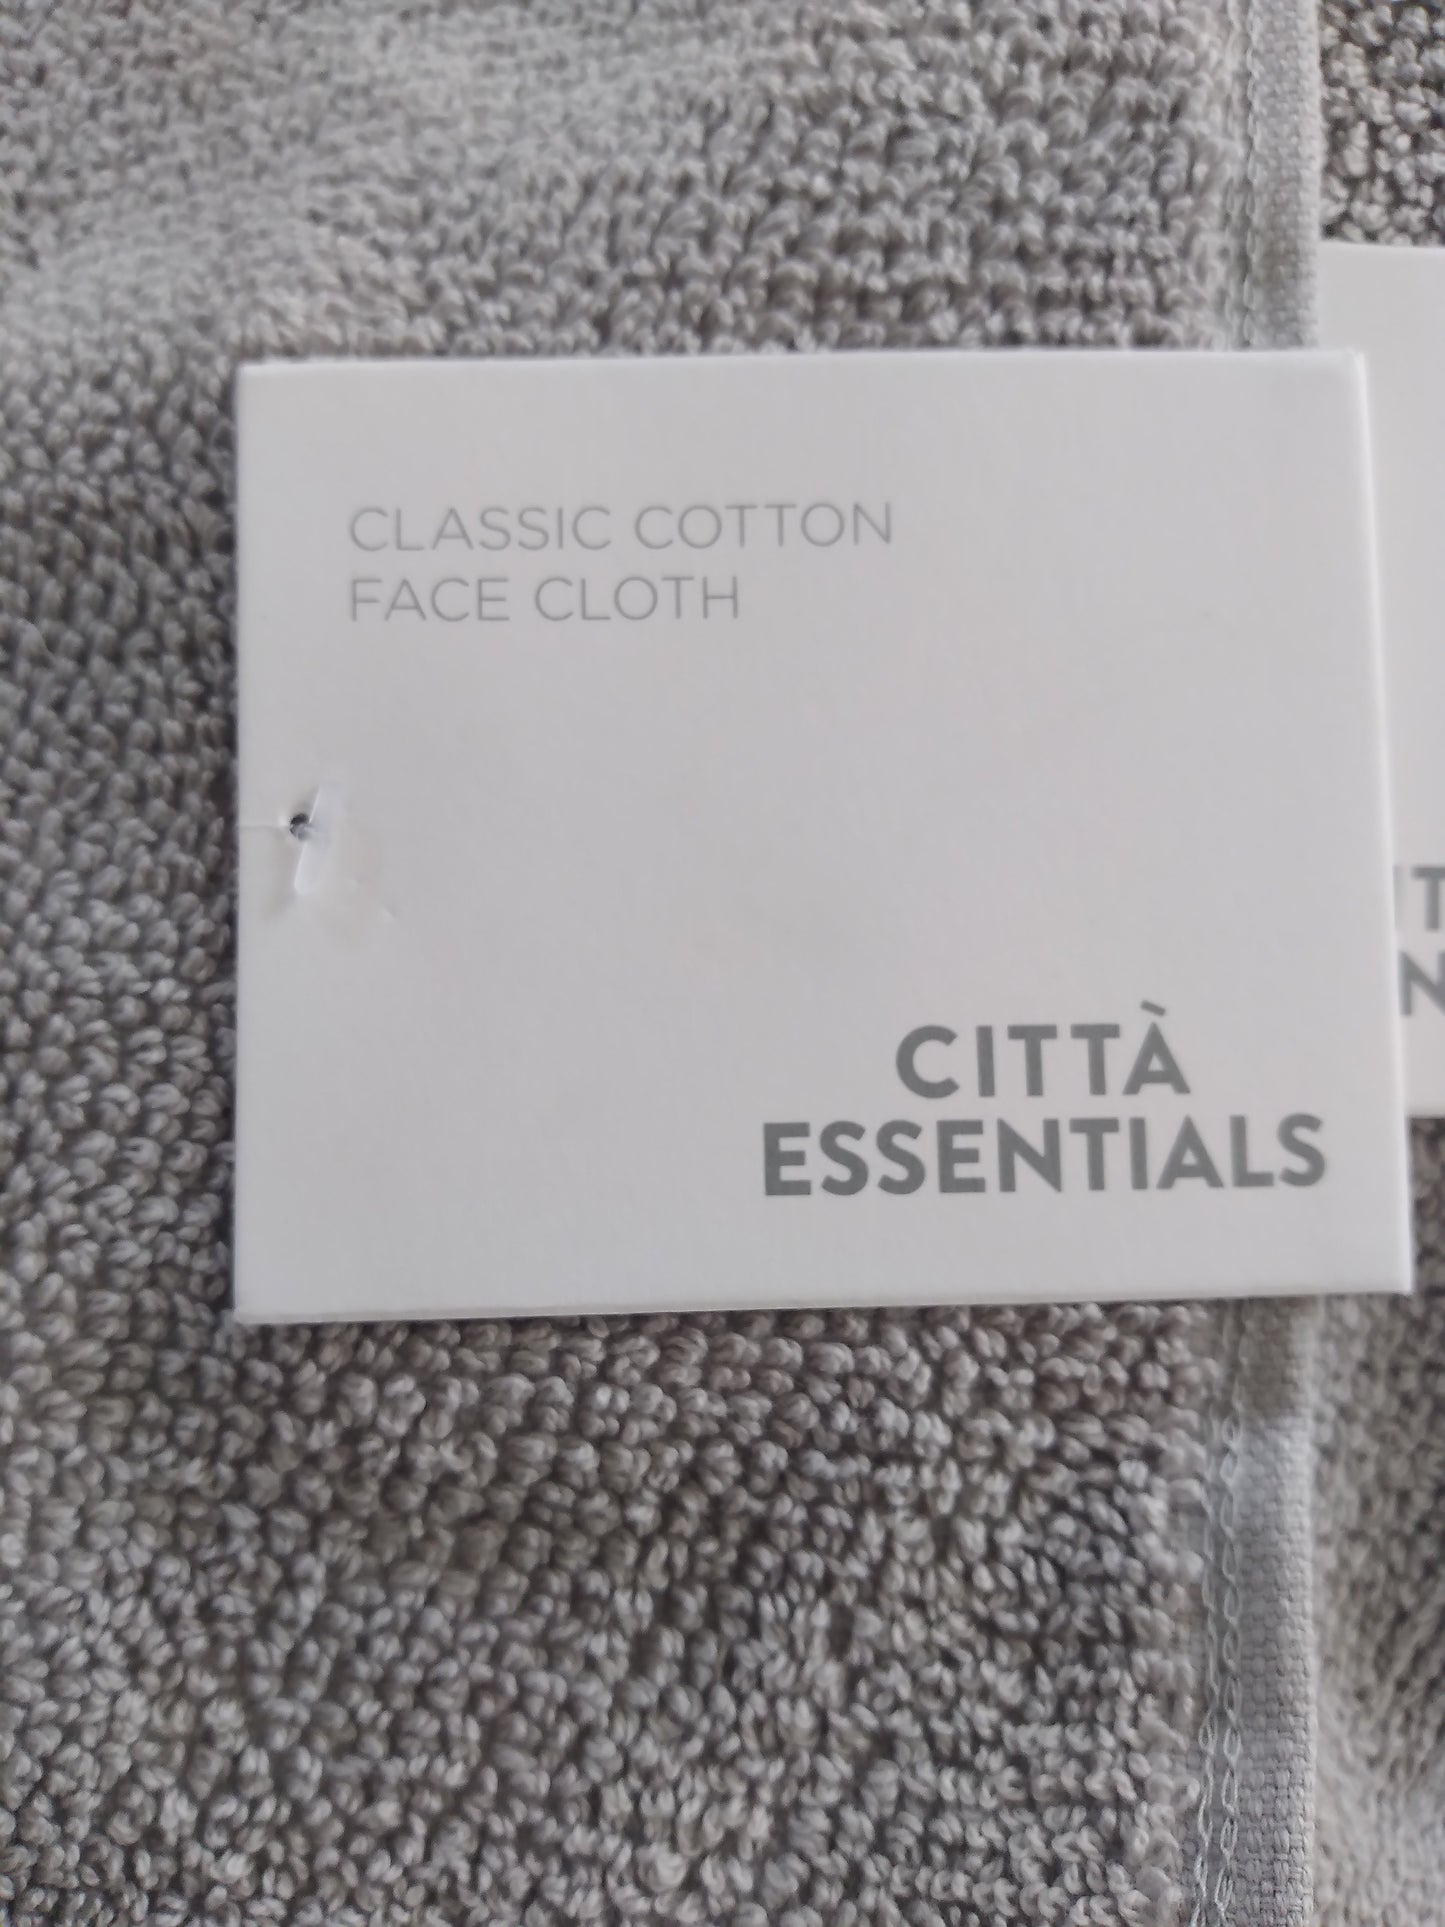 CLASSIC COTTON
FACE CLOTH
CITTÀ
ESSENTIALS